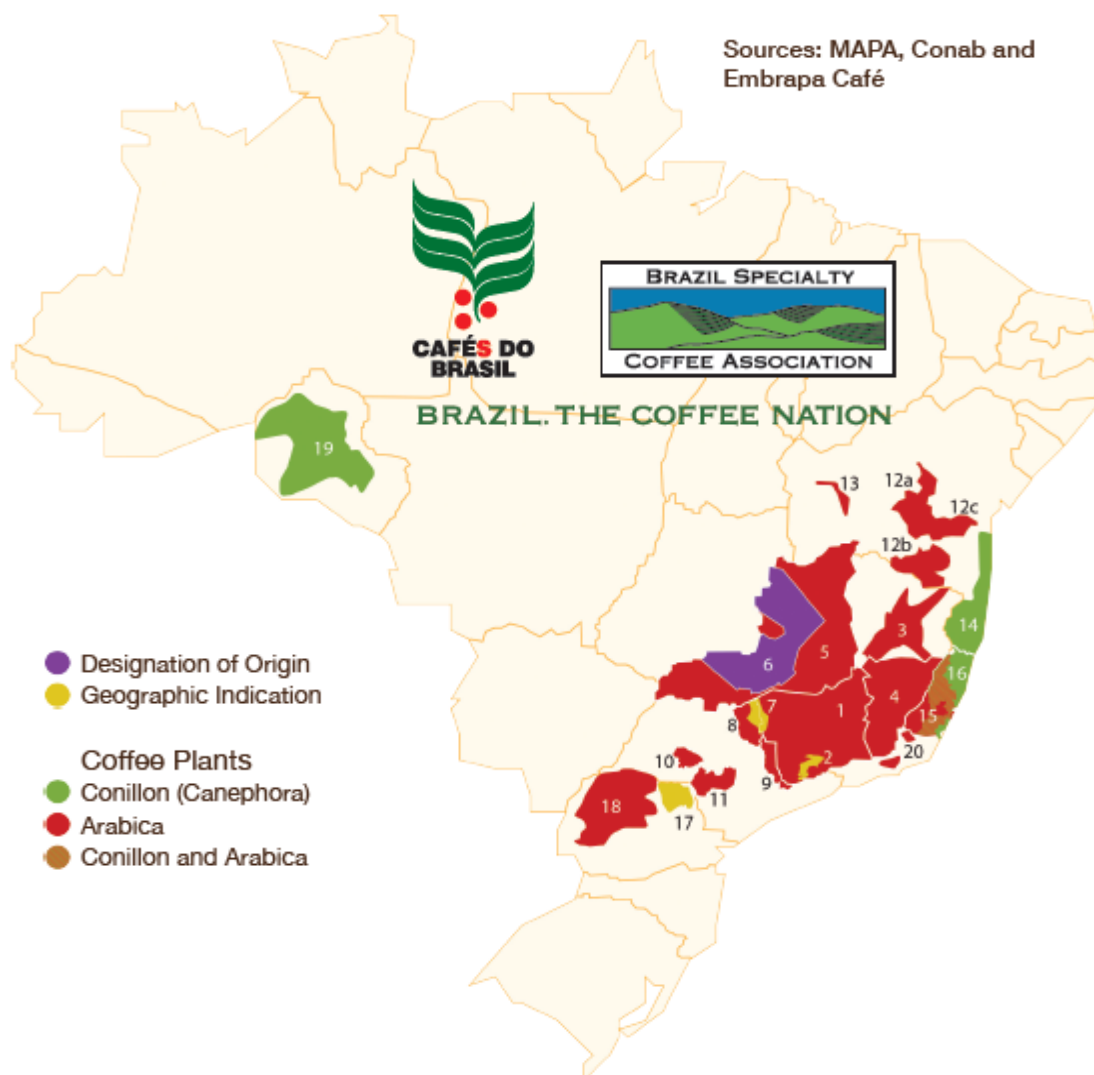 Sources: MAPA, Conab and
Embrapa Café
CAFÉS DO
BRASIL
BRAZIL SPECIALTY
COFFEE ASSOCIATION
BRAZIL. THE COFFEE NATION
19
13
12a
12c
12b
14
3
16
6
5
4
15
7
1
8
20
2
10
9
11
18
17
Designation of Origin
Geographic Indication
Coffee Plants
Conillon (Canephora)
Arabica
Conillon and Arabica